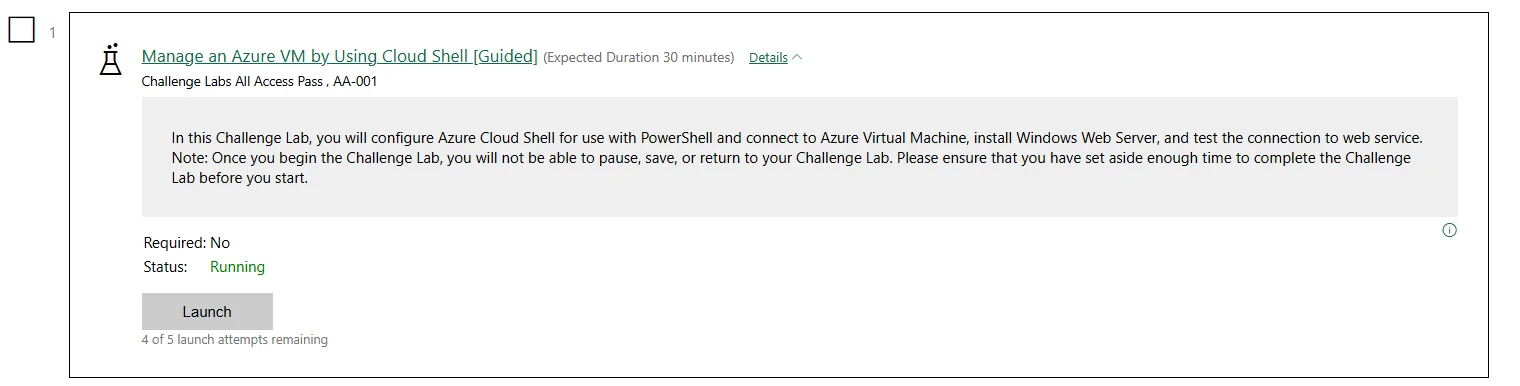 1
Manage an Azure VM by Using Cloud Shell [Guided] (Expected Duration 30 minutes) Details
Challenge Labs All Access Pass , AA-001
In this Challenge Lab, you will configure Azure Cloud Shell for use with PowerShell and connect to Azure Virtual Machine, install Windows Web Server, and test the connection to web service.
Note: Once you begin the Challenge Lab, you will not be able to pause, save, or return to your Challenge Lab. Please ensure that you have set aside enough time to complete the Challenge
Lab before you start.
Required: No
Status: Running
Launch
4 of 5 launch attempts remaining